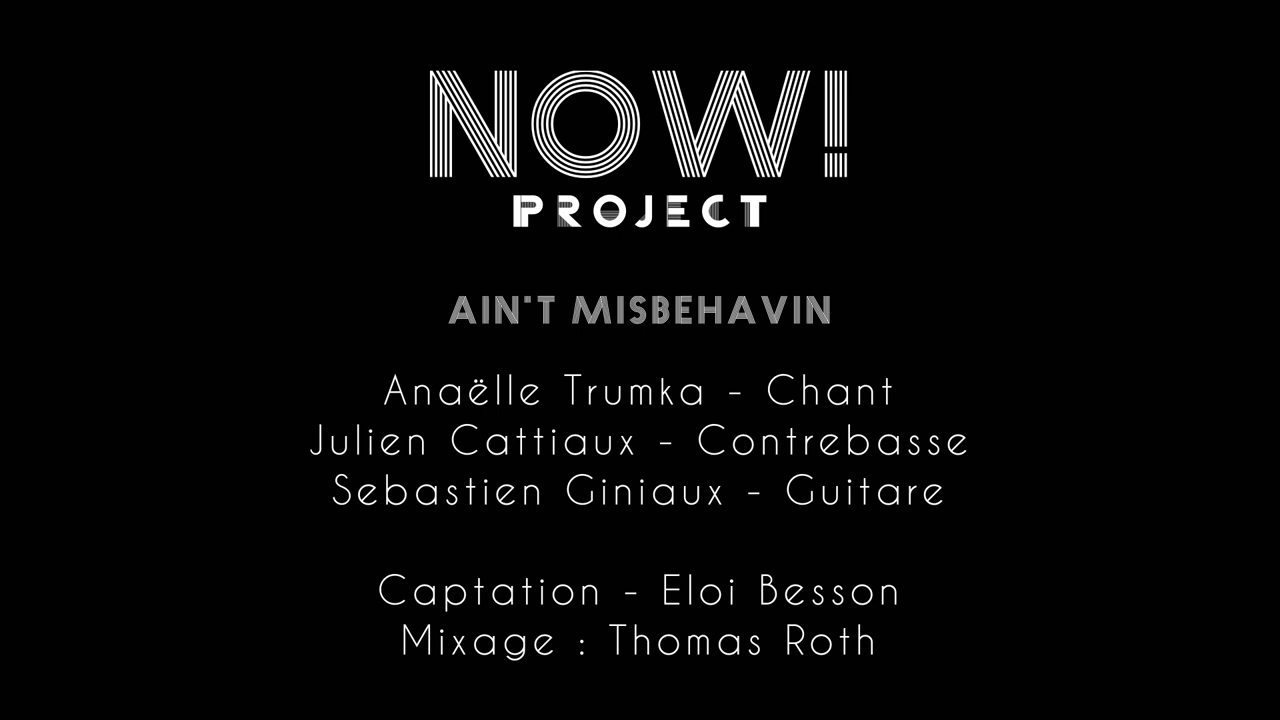 NOW!
PROJECT
AIN'T MISBEHAVIN
Anaëlle Trumka - Chant
Julien Cattiaux - Contrebasse
Sebastien Giniaux - Guitare
Captation - Eloi Besson
Mixage : Thomas Roth